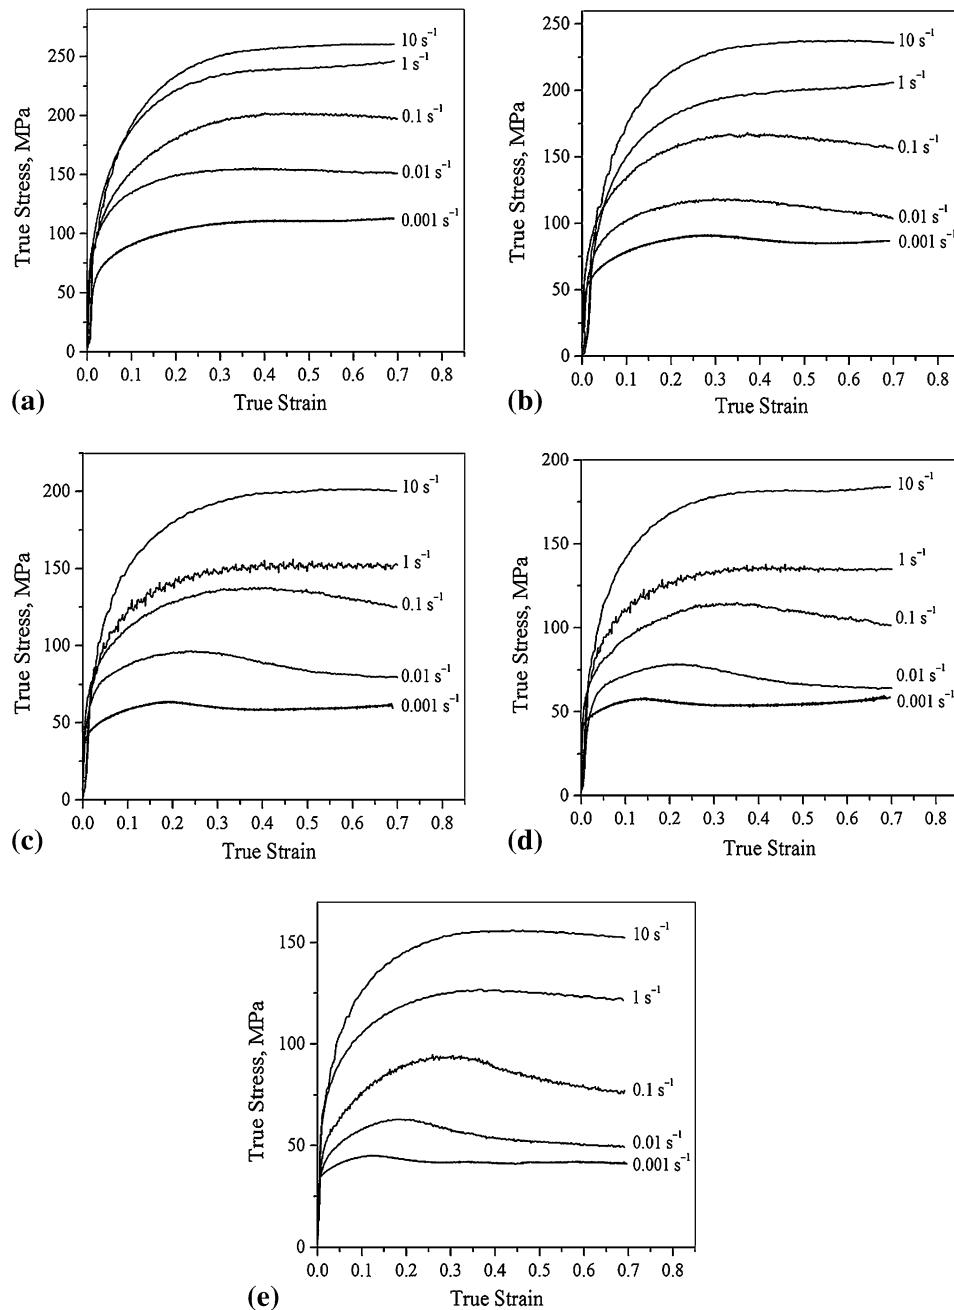 True Stress, MPa
250
200
150
100
50
0
10 s⁻¹
1 s⁻¹
0.1 s⁻¹
0.01 s⁻¹
0.001 s⁻¹
0.0 0.1 0.2 0.3 0.4 0.5 0.6 0.7 0.8
True Strain
(a)
True Stress, MPa
250
200
150
100
50
0
10 s⁻¹
1 s⁻¹
0.1 s⁻¹
0.01 s⁻¹
0.001 s⁻¹
0.0 0.1 0.2 0.3 0.4 0.5 0.6 0.7 0.8
True Strain
(b)
True Stress, MPa
200
150
100
50
0
10 s⁻¹
1 s⁻¹
0.1 s⁻¹
0.01 s⁻¹
0.001 s⁻¹
0.0 0.1 0.2 0.3 0.4 0.5 0.6 0.7 0.8
True Strain
(c)
True Stress, MPa
200
150
100
50
0
10 s⁻¹
1 s⁻¹
0.1 s⁻¹
0.01 s⁻¹
0.001 s⁻¹
0.0 0.1 0.2 0.3 0.4 0.5 0.6 0.7 0.8
True Strain
(d)
True Stress, MPa
150
100
50
0
10 s⁻¹
1 s⁻¹
0.1 s⁻¹
0.01 s⁻¹
0.001 s⁻¹
0.0 0.1 0.2 0.3 0.4 0.5 0.6 0.7 0.8
True Strain
(e)